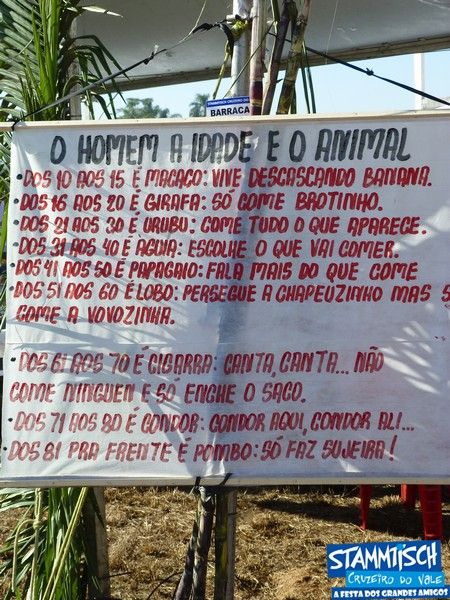 STAMMTISCH CRUZEIRO DO
BARRACA
O HOMEM A IDADE E O ANIMAL
•DOS 10 AOS 15 É MACACO: VIVE DESCASCANDO BANANA.
•DOS 16 AOS 20 É GIRAFA: SÓ COME BROTINHO.
•DOS 21 AOS 30 É URUBU: COME TUDO O QUE APARECE.
•DOS 31 AOS 40 É AGUIA: ESCOLHE O QUE VAI COMER.
•DOS 41 AOS 50 É PAPAGAIO: FALA MAIS DO QUE COME
•DOS 51 AOS 60 É LOBO: PERSEGUE A CHAPEUZINHO MAS S
COME A VOVOZINHA.
•DOS 61 AOS 70 É CIGARRA: CANTA, CANTA... NÃO
COME NINGUEN E SÓ ENCHE O SACO.
•DOS 71 AOS 80 É CONDOR: CONDOR AQUI, CONDOR ALI...
•DOS 81 PRA FRENTE É POMBO: SÓ FAZ SUJEIRA!
STAMMTISCH
CRUZEIRO DO VALE
A FESTA DOS GRANDES AMIGOS